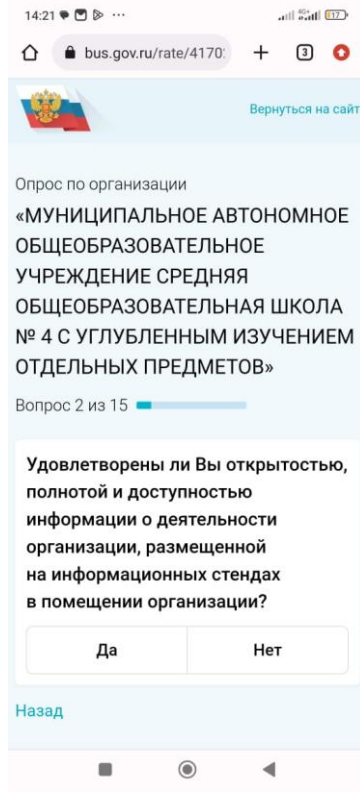 14:21
17
bus.gov.ru/rate/4170
3
Вернуться на сайт
Опрос по организации
«МУНИЦИПАЛЬНОЕ АВТОНОМНОЕ
ОБЩЕОБРАЗОВАТЕЛЬНОЕ
УЧРЕЖДЕНИЕ СРЕДНЯЯ
ОБЩЕОБРАЗОВАТЕЛЬНАЯ ШКОЛА
№ 4 С УГЛУБЛЕННЫМ ИЗУЧЕНИЕМ
ОТДЕЛЬНЫХ ПРЕДМЕТОВ»
Вопрос 2 из 15
Удовлетворены ли Вы открытостью,
полнотой и доступностью
информации о деятельности
организации, размещенной
на информационных стендах
в помещении организации?
Да Нет
Назад